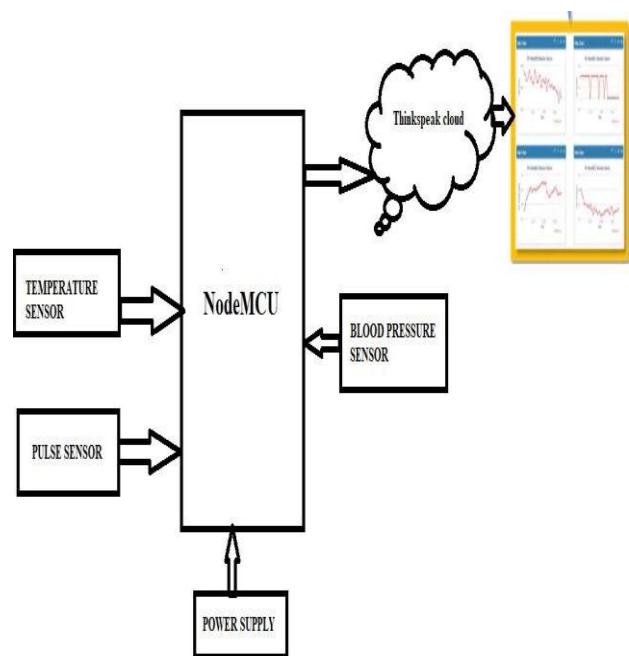 Thinkspeak cloud
TEMPERATURE
SENSOR
NodeMCU
BLOOD PRESSURE
SENSOR
PULSE SENSOR
POWER SUPPLY